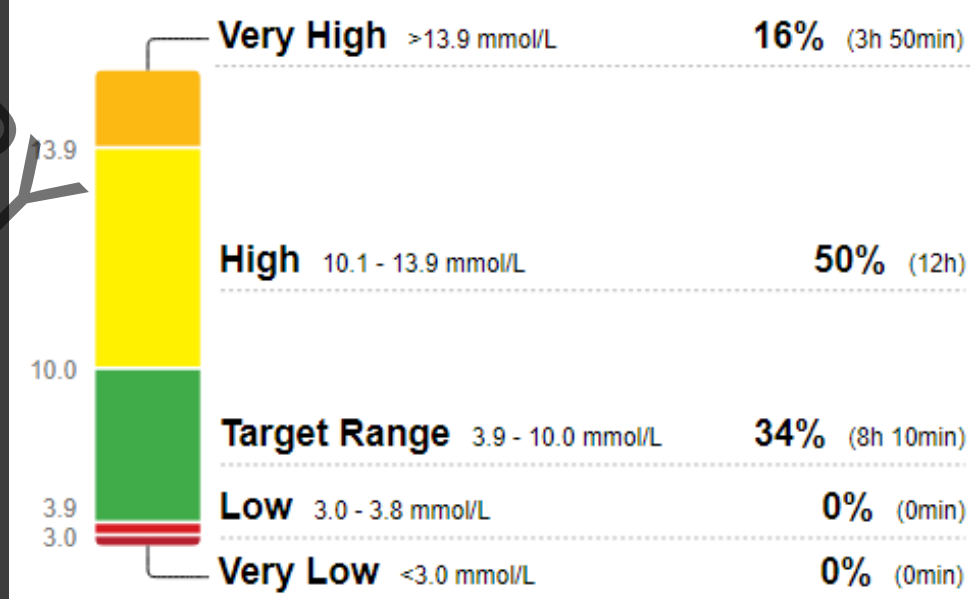 Very High >13.9 mmol/L 16% (3h 50min)
13.9
High 10.1 - 13.9 mmol/L 50% (12h)
10.0
Target Range 3.9 - 10.0 mmol/L 34% (8h 10min)
3.9
Low 3.0 - 3.8 mmol/L 0% (0min)
3.0
Very Low <3.0 mmol/L 0% (0min)